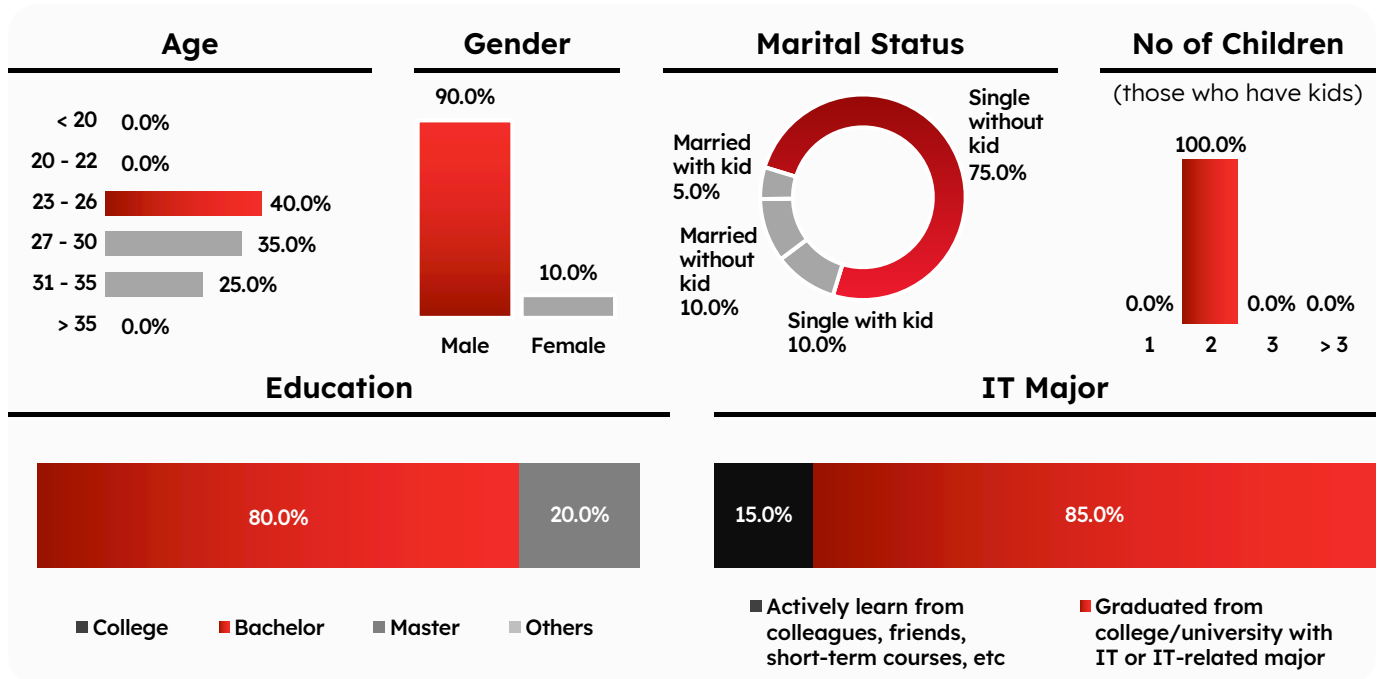 Age
< 20 0.0%
20 - 22 0.0%
23 - 26 40.0%
27 - 30 35.0%
31 - 35 25.0%
> 35 0.0%
Gender
90.0%
10.0%
Male Female
Marital Status
Single
without
kid
75.0%
Married
with kid
5.0%
Married
without
kid
10.0%
Single with kid
10.0%
No of Children
(those who have kids)
100.0%
0.0% 0.0% 0.0%
1 2 3 > 3
Education
80.0% 20.0%
College Bachelor Master Others
IT Major
15.0% 85.0%
Actively learn from
colleagues, friends,
short-term courses, etc
Graduated from
college/university with
IT or IT-related major